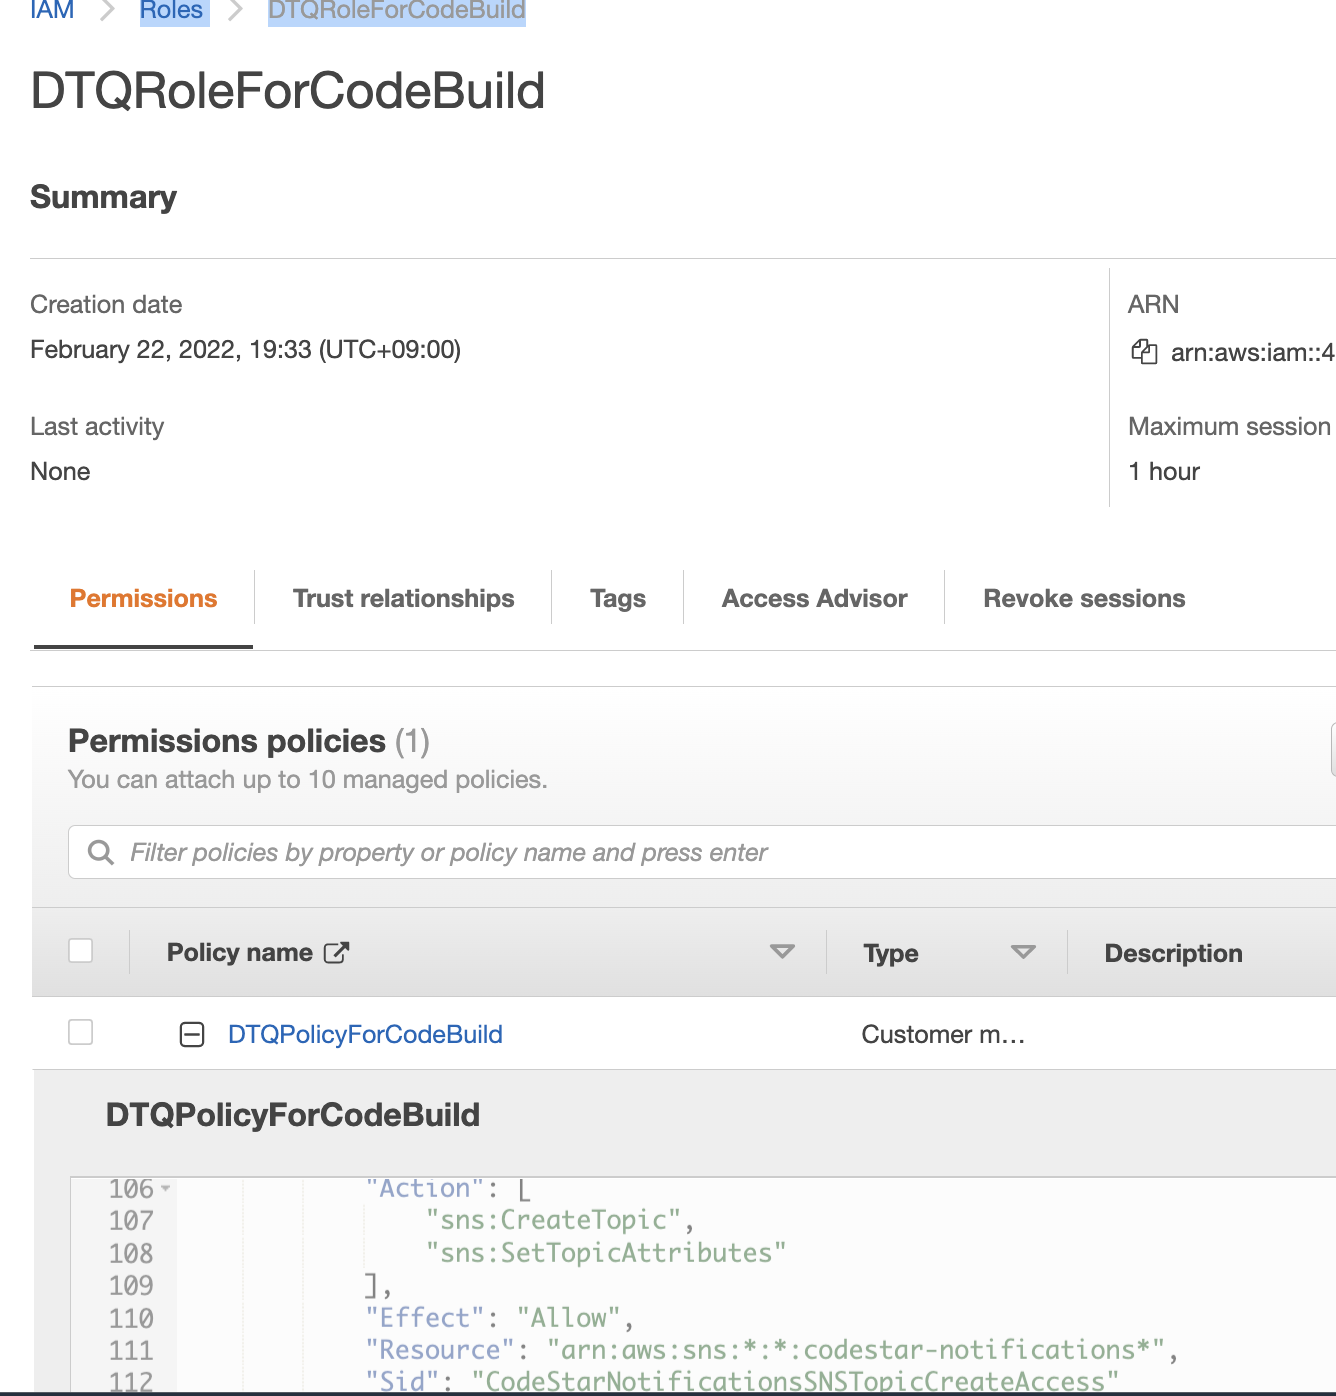 IAM > Roles > DTQRoleForCodeBuild
DTQRoleForCodeBuild
Summary
Creation date
February 22, 2022, 19:33 (UTC+09:00)
ARN
arn:aws:iam::4
Last activity
None
Maximum session
1 hour
Permissions
Trust relationships
Tags
Access Advisor
Revoke sessions
Permissions policies (1)
You can attach up to 10 managed policies.
Filter policies by property or policy name and press enter
Policy name
Type
Description
DTQPolicyForCodeBuild
Customer m...
DTQPolicyForCodeBuild
106 "Action": [
107 "sns:CreateTopic",
108 "sns:SetTopicAttributes"
109 ],
110 "Effect": "Allow",
111 "Resource": "arn:aws:sns:*:*:codestar-notifications*",
112 "Sid": "CodeStarNotificationsSNSTopicCreateAccess"